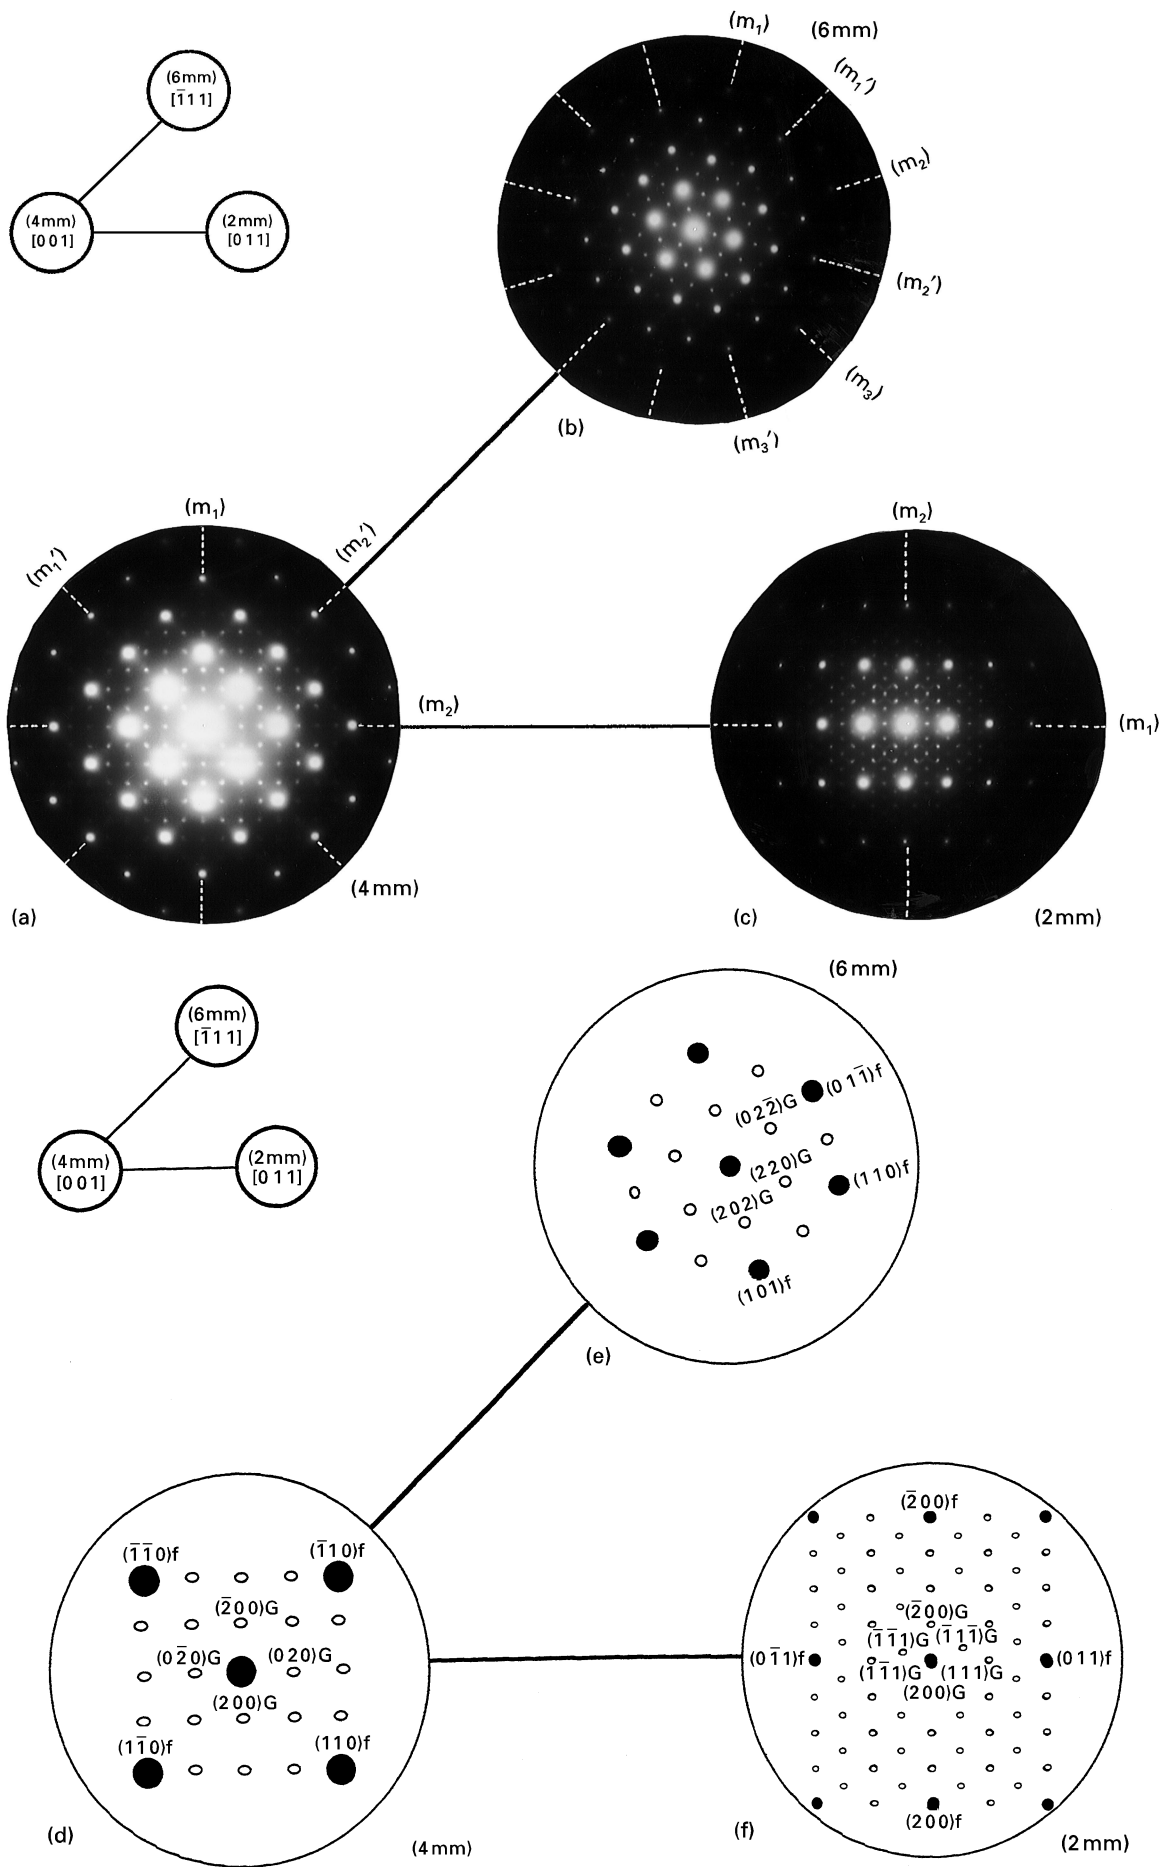 (m₁)
(6mm)
(m₁′)
(6mm)
[1̄11]
(4mm)
[001]
(2mm)
[011]
(m₂)
(m₂′)
(m₃)
(m₃′)
(b)
(m₁)
(m₁′)
(m₂′)
(m₂)
(m₂)
(m₁)
(4mm)
(a)
(c)
(2mm)
(6mm)
(6mm)
[1̄11]
(4mm)
[001]
(2mm)
[011]
(011̄)f
(022̄)G
(220)G
(110)f
(202)G
(101)f
(e)
(1̄1̄0)f
(1̄10)f
(2̄00)G
(02̄0)G
(020)G
(200)G
(11̄0)f
(110)f
(d)
(4mm)
(2̄00)f
(2̄00)G
(1̄1̄1)G
(1̄11̄)G
(01̄1)f
(011)f
(1̄1̄1)G
(111)G
(200)G
(200)f
(f)
(2mm)